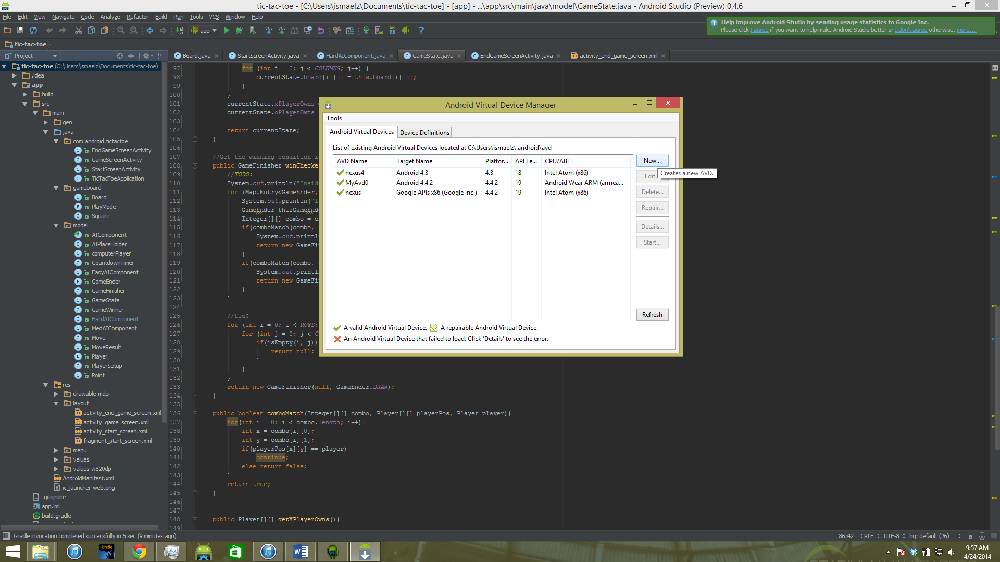 tic-tac-toe - [C:\Users\ismaelz\Documents\tic-tac-toe] - [app] - ...\app\src\main\java\model\GameState.java - Android Studio (Preview) 0.4.6
File Edit View Navigate Code Analyze Refactor Build Run Tools VCS Window Help
app
Help improve Android Studio by sending usage statistics to Google Inc.
Please click I agree if you want to help make Android Studio better or I don't agree otherwise. more...
tic-tac-toe
Project
Board.java StartScreenActivity.java HardAIComponent.java GameState.java EndGameScreenActivity.java activity_end_game_screen.xml
tic-tac-toe (C:\Users\ismaelz\Documents\tic-tac-toe)
.idea
app
build
src
main
gen
java
com.android.tictactoe
EndGameScreenActivity
GameScreenActivity
StartScreenActivity
TicTacToeApplication
gameboard
Board
PlayMode
Square
model
AIComponent
AIPlaceHolder
computerPlayer
CountdownTimer
EasyAIComponent
GameEnder
GameFinisher
GameState
GameWinner
HardAIComponent
MedAIComponent
Move
MoveResult
Player
PlayerSetup
Point
res
drawable-mdpi
layout
activity_end_game_screen.xml
activity_game_screen.xml
activity_start_screen.xml
fragment_start_screen.xml
menu
values
values-w820dp
AndroidManifest.xml
ic_launcher-web.png
.gitignore
app.iml
build.gradle
97 for (int j = 0; j < COLUMNS; j++) {
98 currentState.board[i][j] = this.board[i][j];
99 }
100 }
101 currentState.xPlayerOwns
102 currentState.oPlayerOwns
103
104 return currentState;
105 }
106
107 //Get the winning condition i
108 public GameFinisher winChecke
109 //TODO:
110 System.out.println("Insid
111 for (Map.Entry<GameEnder,
112 System.out.println("I
113 GameEnder thisGameEnd
114 Integer[][] combo = e
115 if(comboMatch(combo,
116 System.out.printl
117 return new GameFi
118 }
119 if(comboMatch(combo,
120 System.out.printl
121 return new GameFi
122 }
123 }
124
125 //tie?
126 for (int i = 0; i < ROWS;
127 for (int j = 0; j < C
128 if(isEmpty(i, j))
129 return null;
130 }
131 }
132 }
133 return new GameFinisher(null, GameEnder.DRAW);
134 }
135
136 public boolean comboMatch(Integer[][] combo, Player[][] playerPos, Player player){
137 for(int i = 0; i < combo.length; i++){
138 int x = combo[i][0];
139 int y = combo[i][1];
140 if(playerPos[x][y] == player)
141 continue;
142 else return false;
143 }
144 return true;
145 }
146
147
148 public Player[][] getXPlayerOwns(){
149
Android Virtual Device Manager
Tools
Android Virtual Devices Device Definitions
List of existing Android Virtual Devices located at C:\Users\ismaelz\.android\avd
AVD Name Target Name Platfor... API Le... CPU/ABI
nexus4 Android 4.3 4.3 18 Intel Atom (x86)
MyAvd0 Android 4.4.2 4.4.2 19 Android Wear ARM (armea...
nexus Google APIs x86 (Google Inc.) 4.4.2 19 Intel Atom (x86)
New...
Creates a new AVD.
Edit.
Delete...
Repair...
Details...
Start...
Refresh
A valid Android Virtual Device. A repairable Android Virtual Device.
An Android Virtual Device that failed to load. Click 'Details' to see the error.
Gradle invocation completed successfully in 5 sec (9 minutes ago)
86:42 CRLF UTF-8 hg: default (26)
kindle
9:57 AM
4/24/2014